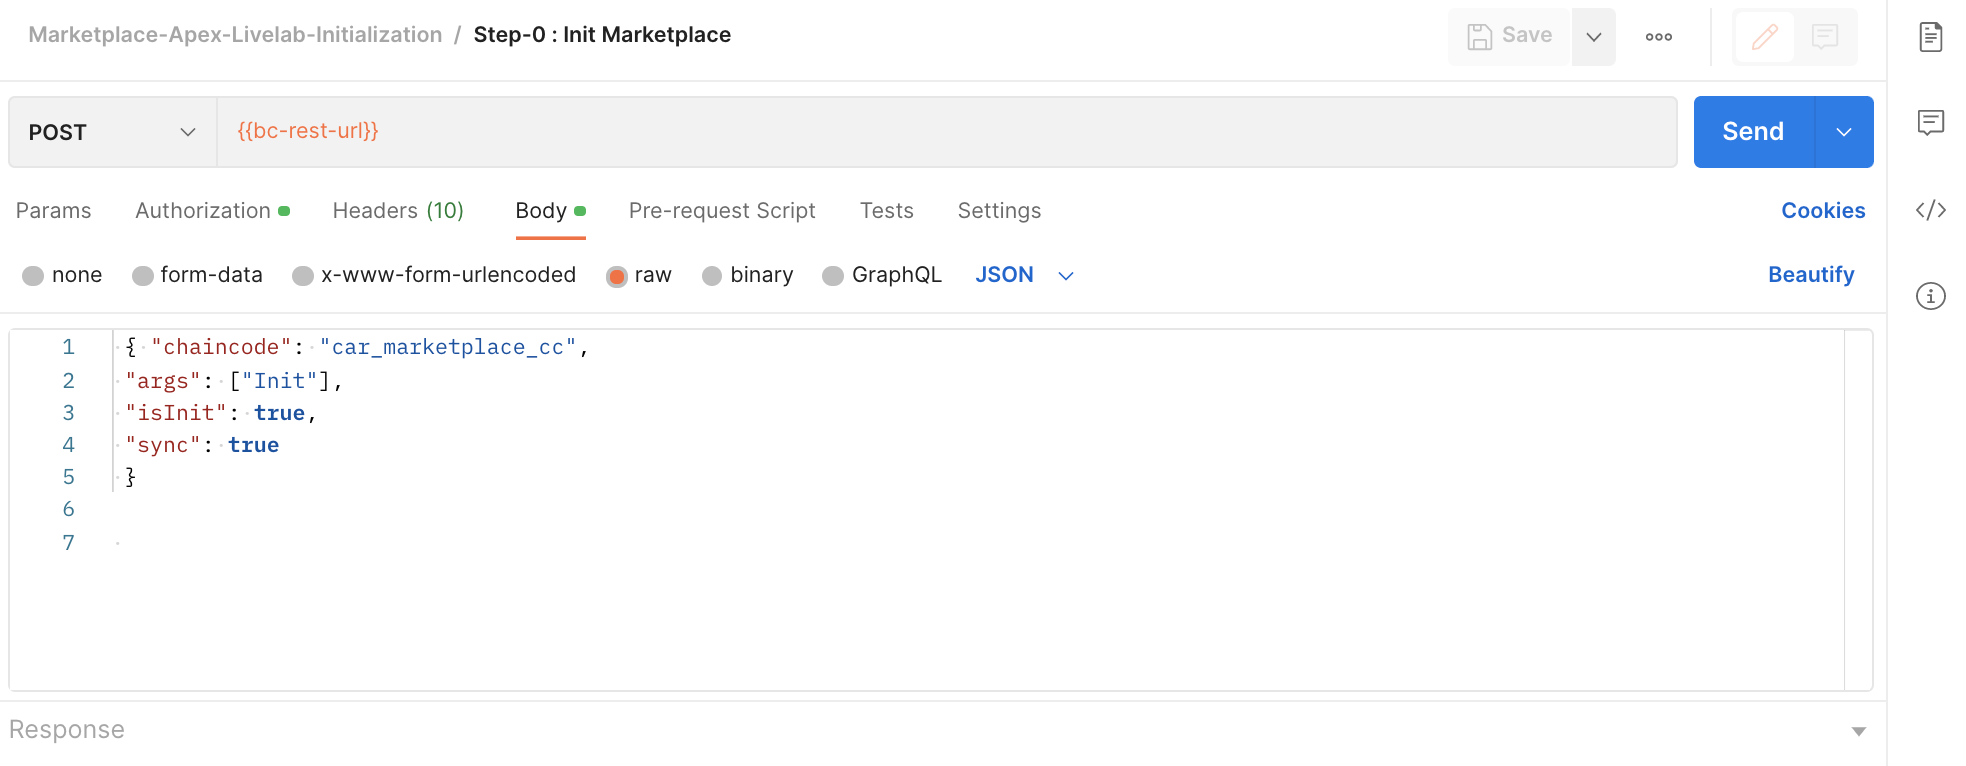 Marketplace-Apex-Livelab-Initialization / Step-0 : Init Marketplace
Save
POST
{{bc-rest-url}}
Send
Params Authorization Headers (10) Body Pre-request Script Tests Settings Cookies
none form-data x-www-form-urlencoded raw binary GraphQL JSON Beautify
1 { "chaincode": "car_marketplace_cc",
2 "args": ["Init"],
3 "isInit": true,
4 "sync": true
5 }
6
7
Response